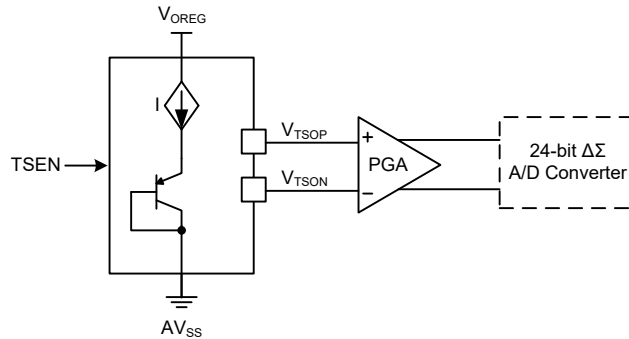 VOREG
I
TSEN
VTSOP
VTSON
+
PGA
−
24-bit ΔΣ
A/D Converter
AVSS